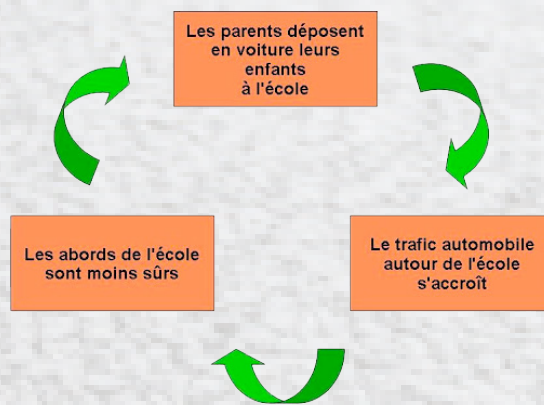 Les parents déposent
en voiture leurs
enfants
à l'école
Le trafic automobile
autour de l'école
s'accroît
Les abords de l'école
sont moins sûrs